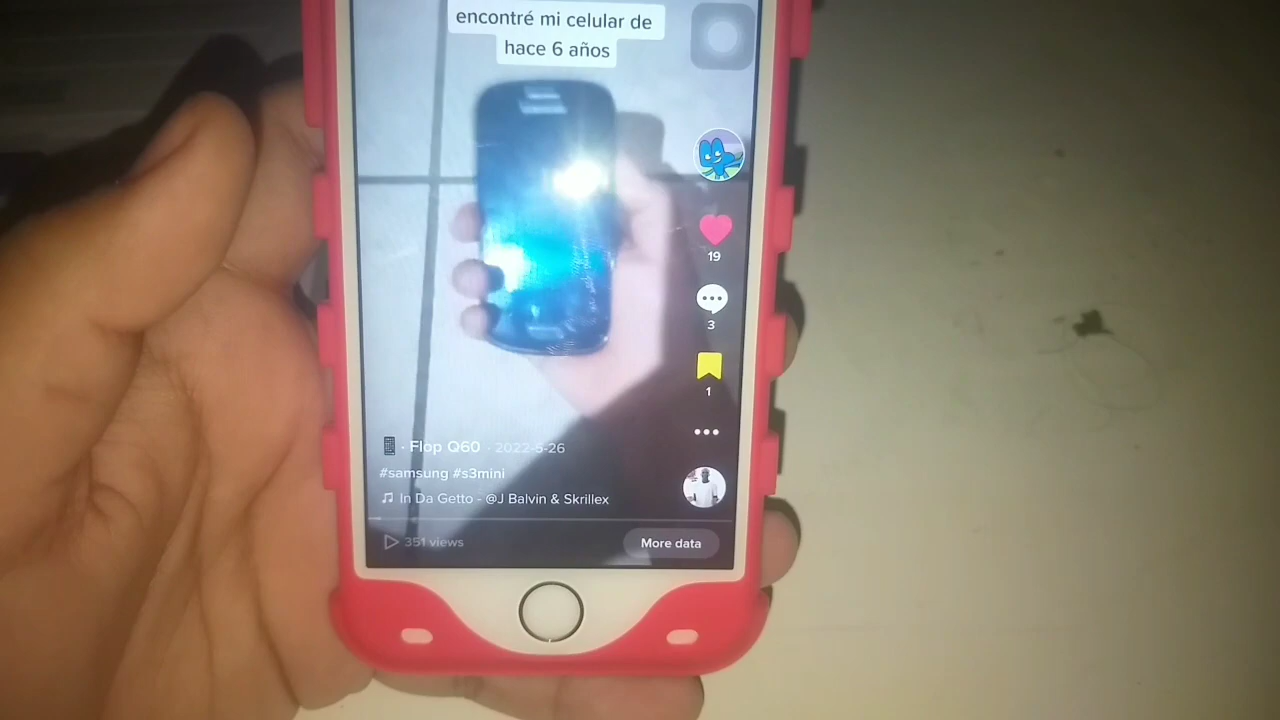 encontré mi celular de
hace 6 años
19
3
1
· Flop Q60 · 2022-5-26
#samsung #s3mini
In Da Getto - @J Balvin & Skrillex
351 views
More data